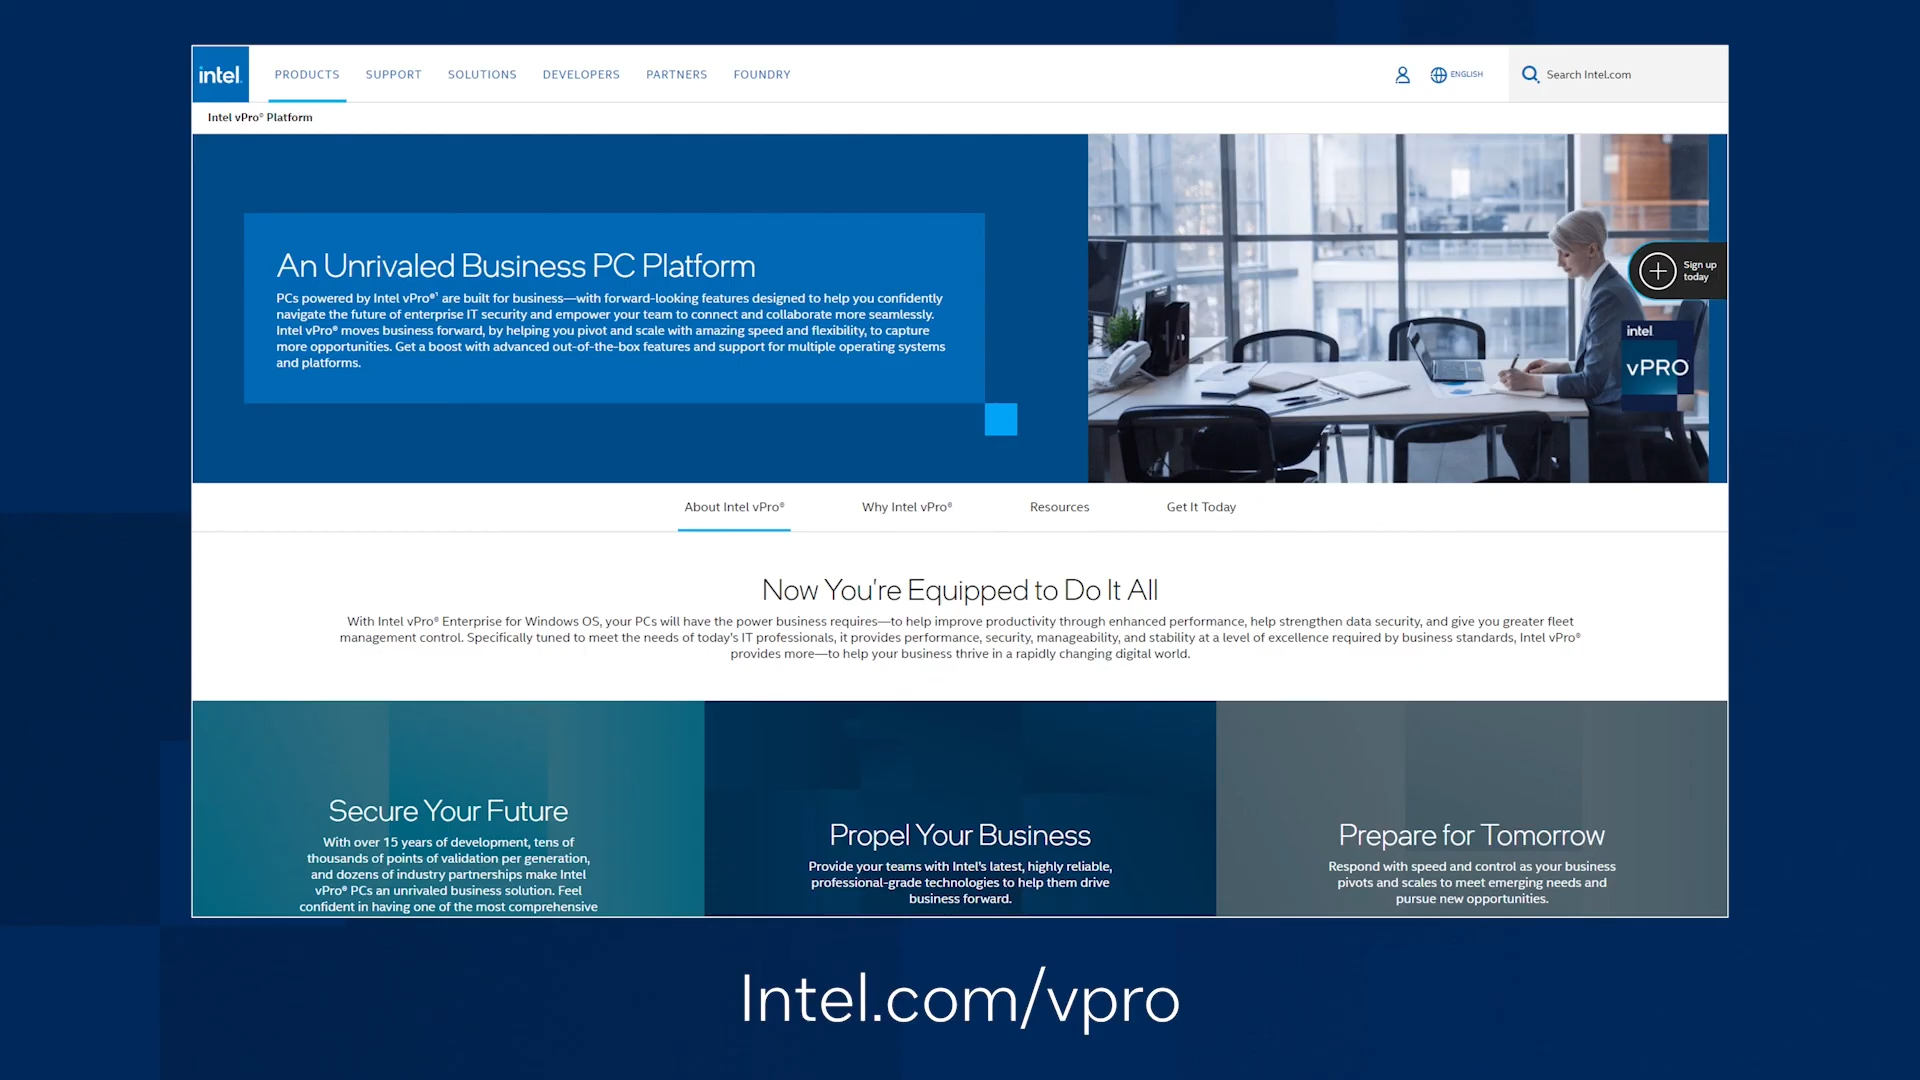 intel.
PRODUCTS SUPPORT SOLUTIONS DEVELOPERS PARTNERS FOUNDRY
ENGLISH
Search Intel.com
Intel vPro® Platform
An Unrivaled Business PC Platform
PCs powered by Intel vPro®¹ are built for business—with forward-looking features designed to help you confidently
navigate the future of enterprise IT security and empower your team to connect and collaborate more seamlessly.
Intel vPro® moves business forward, by helping you pivot and scale with amazing speed and flexibility, to capture
more opportunities. Get a boost with advanced out-of-the-box features and support for multiple operating systems
and platforms.
Sign up
today
intel
vPRO
About Intel vPro® Why Intel vPro® Resources Get It Today
Now You're Equipped to Do It All
With Intel vPro® Enterprise for Windows OS, your PCs will have the power business requires—to help improve productivity through enhanced performance, help strengthen data security, and give you greater fleet
management control. Specifically tuned to meet the needs of today's IT professionals, it provides performance, security, manageability, and stability at a level of excellence required by business standards, Intel vPro®
provides more—to help your business thrive in a rapidly changing digital world.
Secure Your Future
With over 15 years of development, tens of
thousands of points of validation per generation,
and dozens of industry partnerships make Intel
vPro® PCs an unrivaled business solution. Feel
confident in having one of the most comprehensive
Propel Your Business
Provide your teams with Intel's latest, highly reliable,
professional-grade technologies to help them drive
business forward.
Prepare for Tomorrow
Respond with speed and control as your business
pivots and scales to meet emerging needs and
pursue new opportunities.
Intel.com/vpro